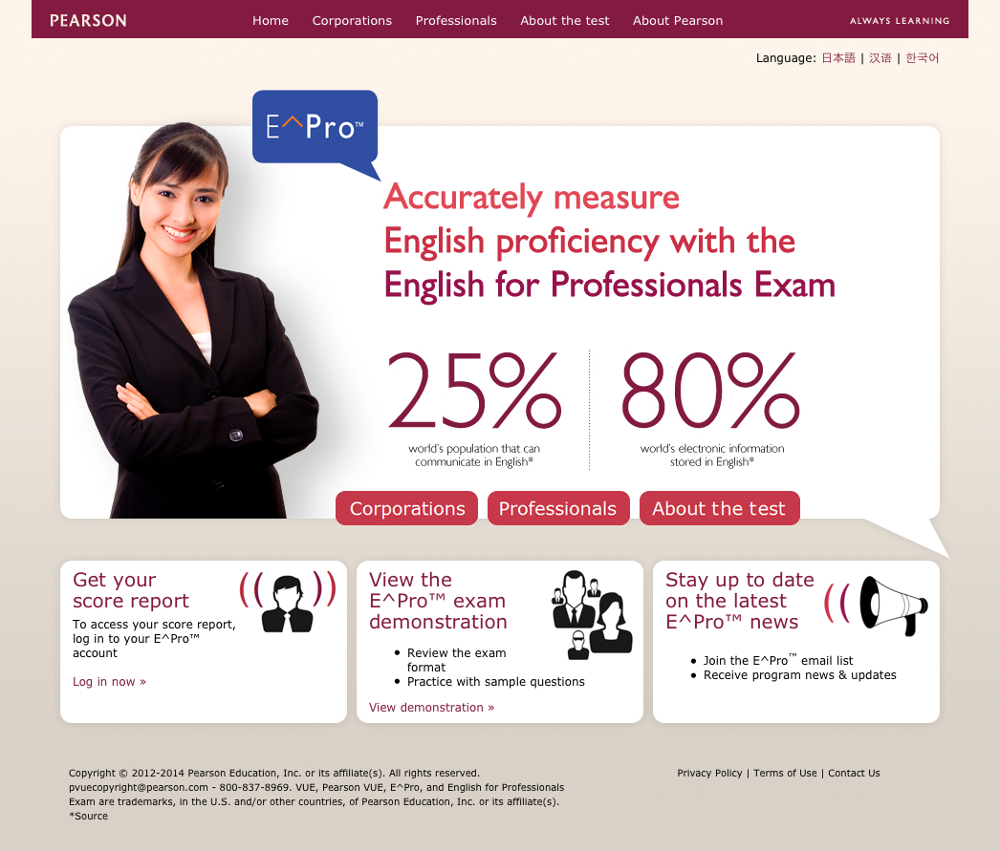 PEARSON
Home Corporations Professionals About the test About Pearson
ALWAYS LEARNING
Language: 日本語 | 汉语 | 한국어
E^Pro™
Accurately measure
English proficiency with the
English for Professionals Exam
25%
world's population that can
communicate in English*
80%
world's electronic information
stored in English*
Corporations
Professionals
About the test
Get your
score report
To access your score report,
log in to your E^Pro™
account
Log in now »
View the
E^Pro™ exam
demonstration
• Review the exam
format
• Practice with sample questions
View demonstration »
Stay up to date
on the latest
E^Pro™ news
• Join the E^Pro™ email list
• Receive program news & updates
Copyright © 2012-2014 Pearson Education, Inc. or its affiliate(s). All rights reserved.
pvuecopyright@pearson.com - 800-837-8969. VUE, Pearson VUE, E^Pro, and English for Professionals
Exam are trademarks, in the U.S. and/or other countries, of Pearson Education, Inc. or its affiliate(s).
*Source
Privacy Policy | Terms of Use | Contact Us